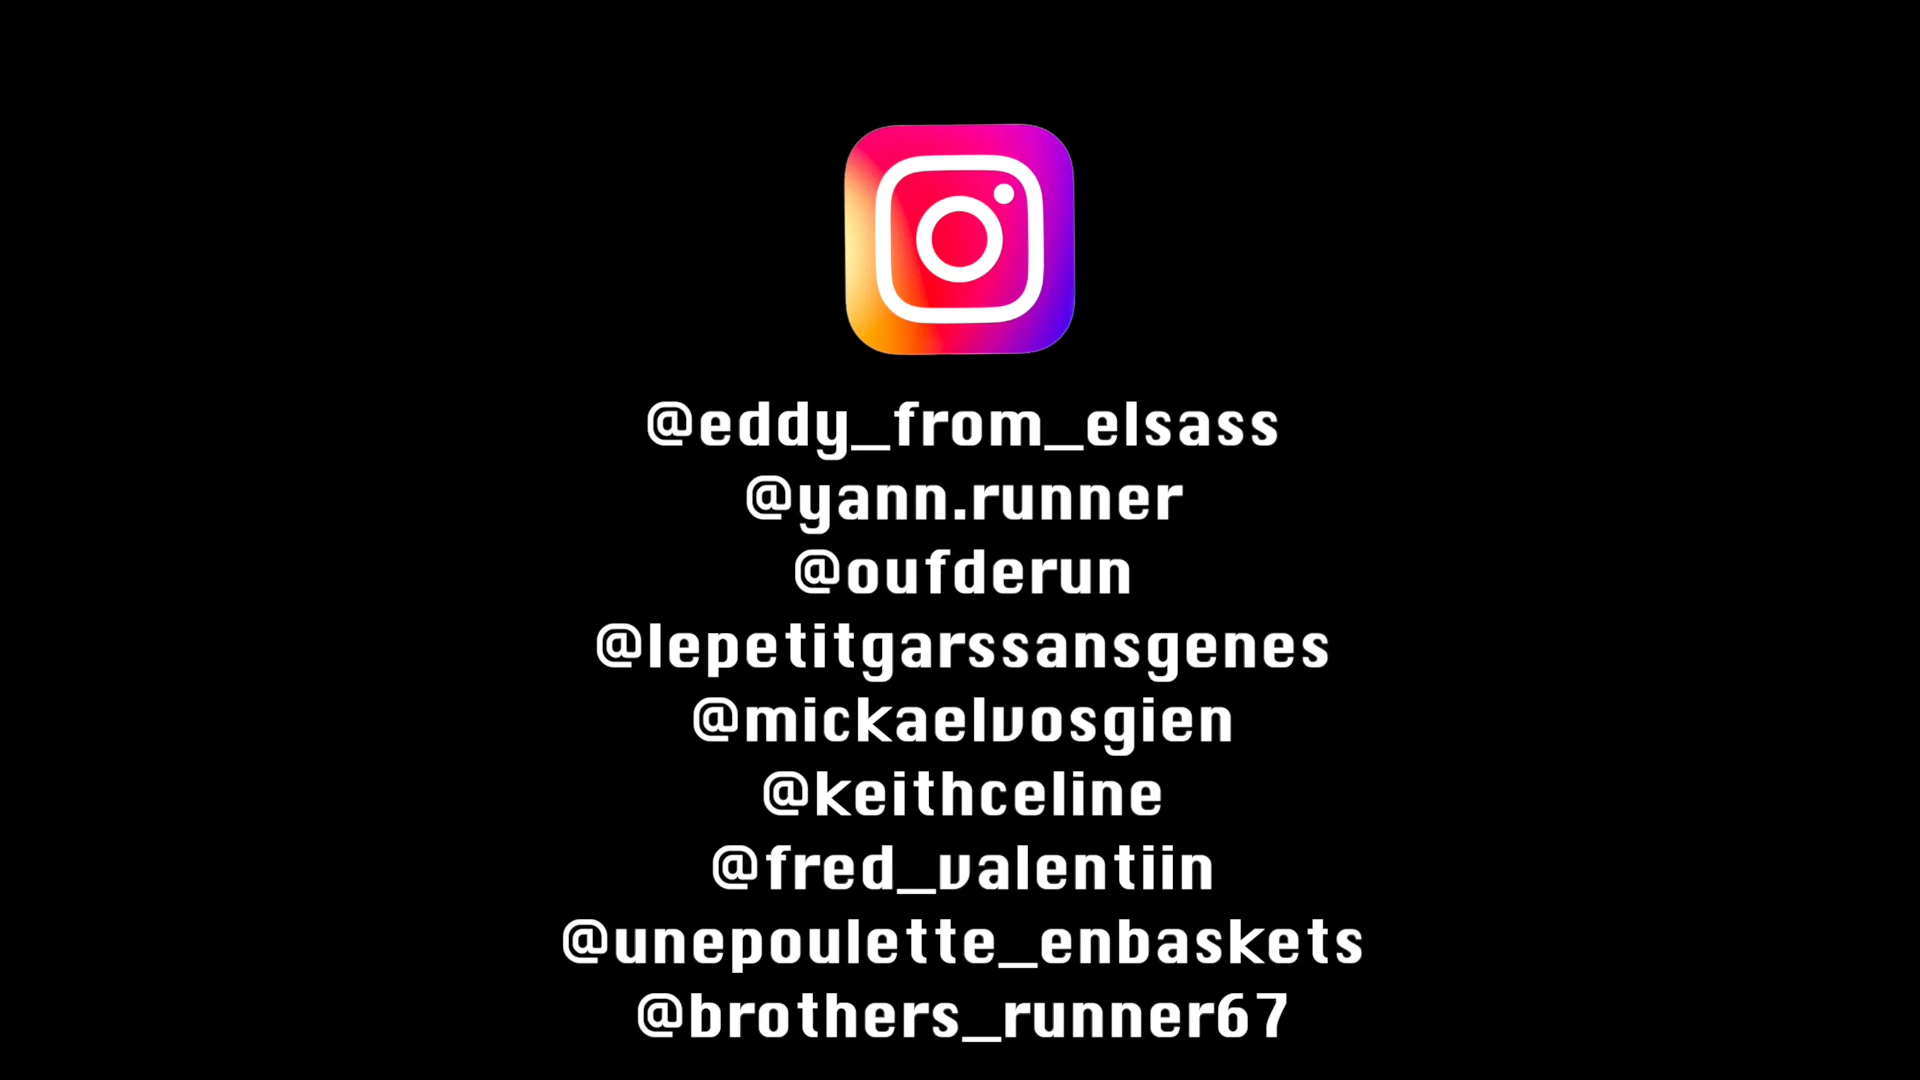 @eddy_from_elsass
@yann.runner
@oufderun
@lepetitgarssansgenes
@mickaelvosgien
@keithceline
@fred_valentiin
@unepoulette_enbaskets
@brothers_runner67